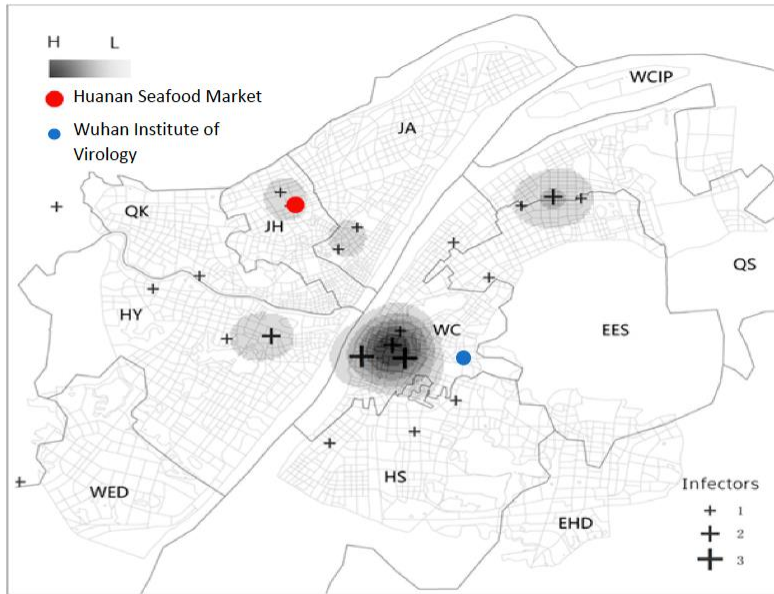 H L
Huanan Seafood Market
Wuhan Institute of
Virology
WCIP
JA
QK
JH
QS
HY
WC
EES
HS
WED
EHD
Infectors
1
2
3